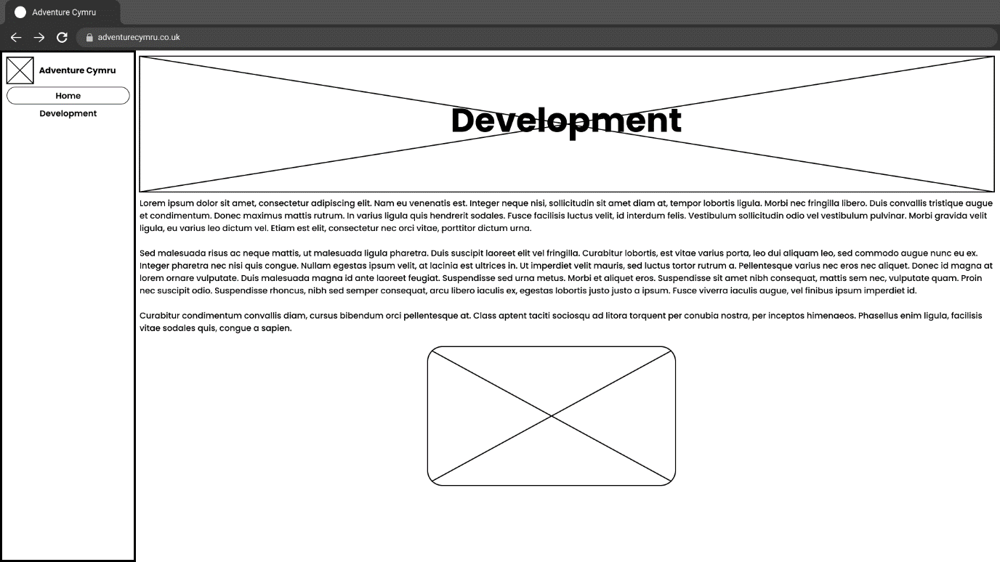 Adventure Cymru
adventurecymru.co.uk
Adventure Cymru
Home
Development
Development
Lorem ipsum dolor sit amet, consectetur adipiscing elit. Nam eu venenatis est. Integer neque nisi, sollicitudin sit amet diam at, tempor lobortis ligula. Morbi nec fringilla libero. Duis convallis tristique augue
et condimentum. Donec maximus mattis rutrum. In varius ligula quis hendrerit sodales. Fusce facilisis luctus velit, id interdum felis. Vestibulum sollicitudin odio vel vestibulum pulvinar. Morbi gravida velit
ligula, eu varius leo dictum vel. Etiam est elit, consectetur nec orci vitae, porttitor dictum urna.
Sed malesuada risus ac neque mattis, ut malesuada ligula pharetra. Duis suscipit laoreet elit vel fringilla. Curabitur lobortis, est vitae varius porta, leo dui aliquam leo, sed commodo augue nunc eu ex.
Integer pharetra nec nisi quis congue. Nullam egestas ipsum velit, at lacinia est ultrices in. Ut imperdiet velit mauris, sed luctus tortor rutrum a. Pellentesque varius nec eros nec aliquet. Donec id magna at
lorem ornare vulputate. Duis malesuada magna id ante laoreet feugiat. Suspendisse sed urna metus. Morbi et aliquet eros. Suspendisse sit amet nibh consequat, mattis sem nec, vulputate quam. Proin
nec suscipit odio. Suspendisse rhoncus, nibh sed semper consequat, arcu libero iaculis ex, egestas lobortis justo justo a ipsum. Fusce viverra iaculis augue, vel finibus ipsum imperdiet id.
Curabitur condimentum convallis diam, cursus bibendum orci pellentesque at. Class aptent taciti sociosqu ad litora torquent per conubia nostra, per inceptos himenaeos. Phasellus enim ligula, facilisis
vitae sodales quis, congue a sapien.